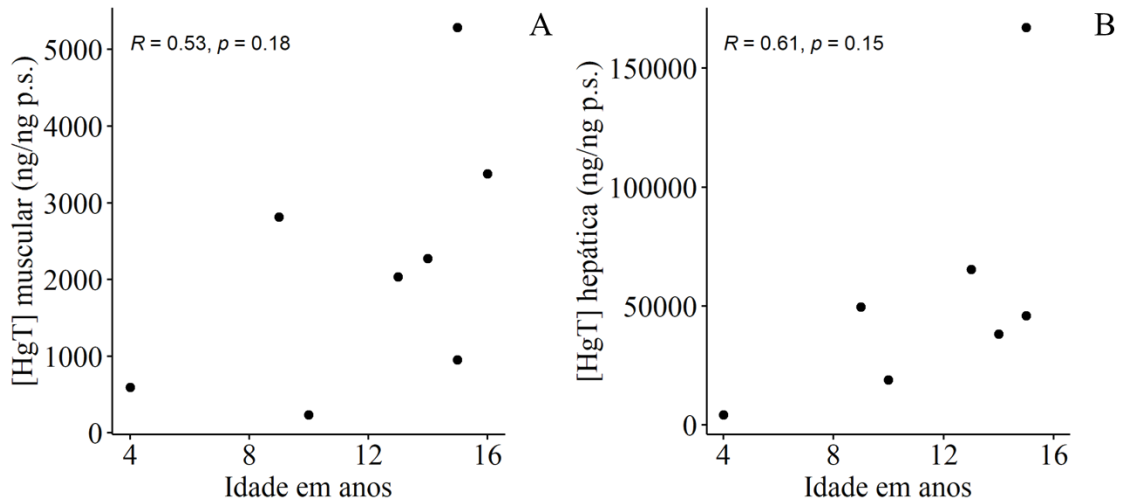 A
R = 0.53, p = 0.18
[HgT] muscular (ng/ng p.s.)
5000
4000
3000
2000
1000
0
4
8
12
16
Idade em anos
B
R = 0.61, p = 0.15
[HgT] hepática (ng/ng p.s.)
150000
100000
50000
0
4
8
12
16
Idade em anos